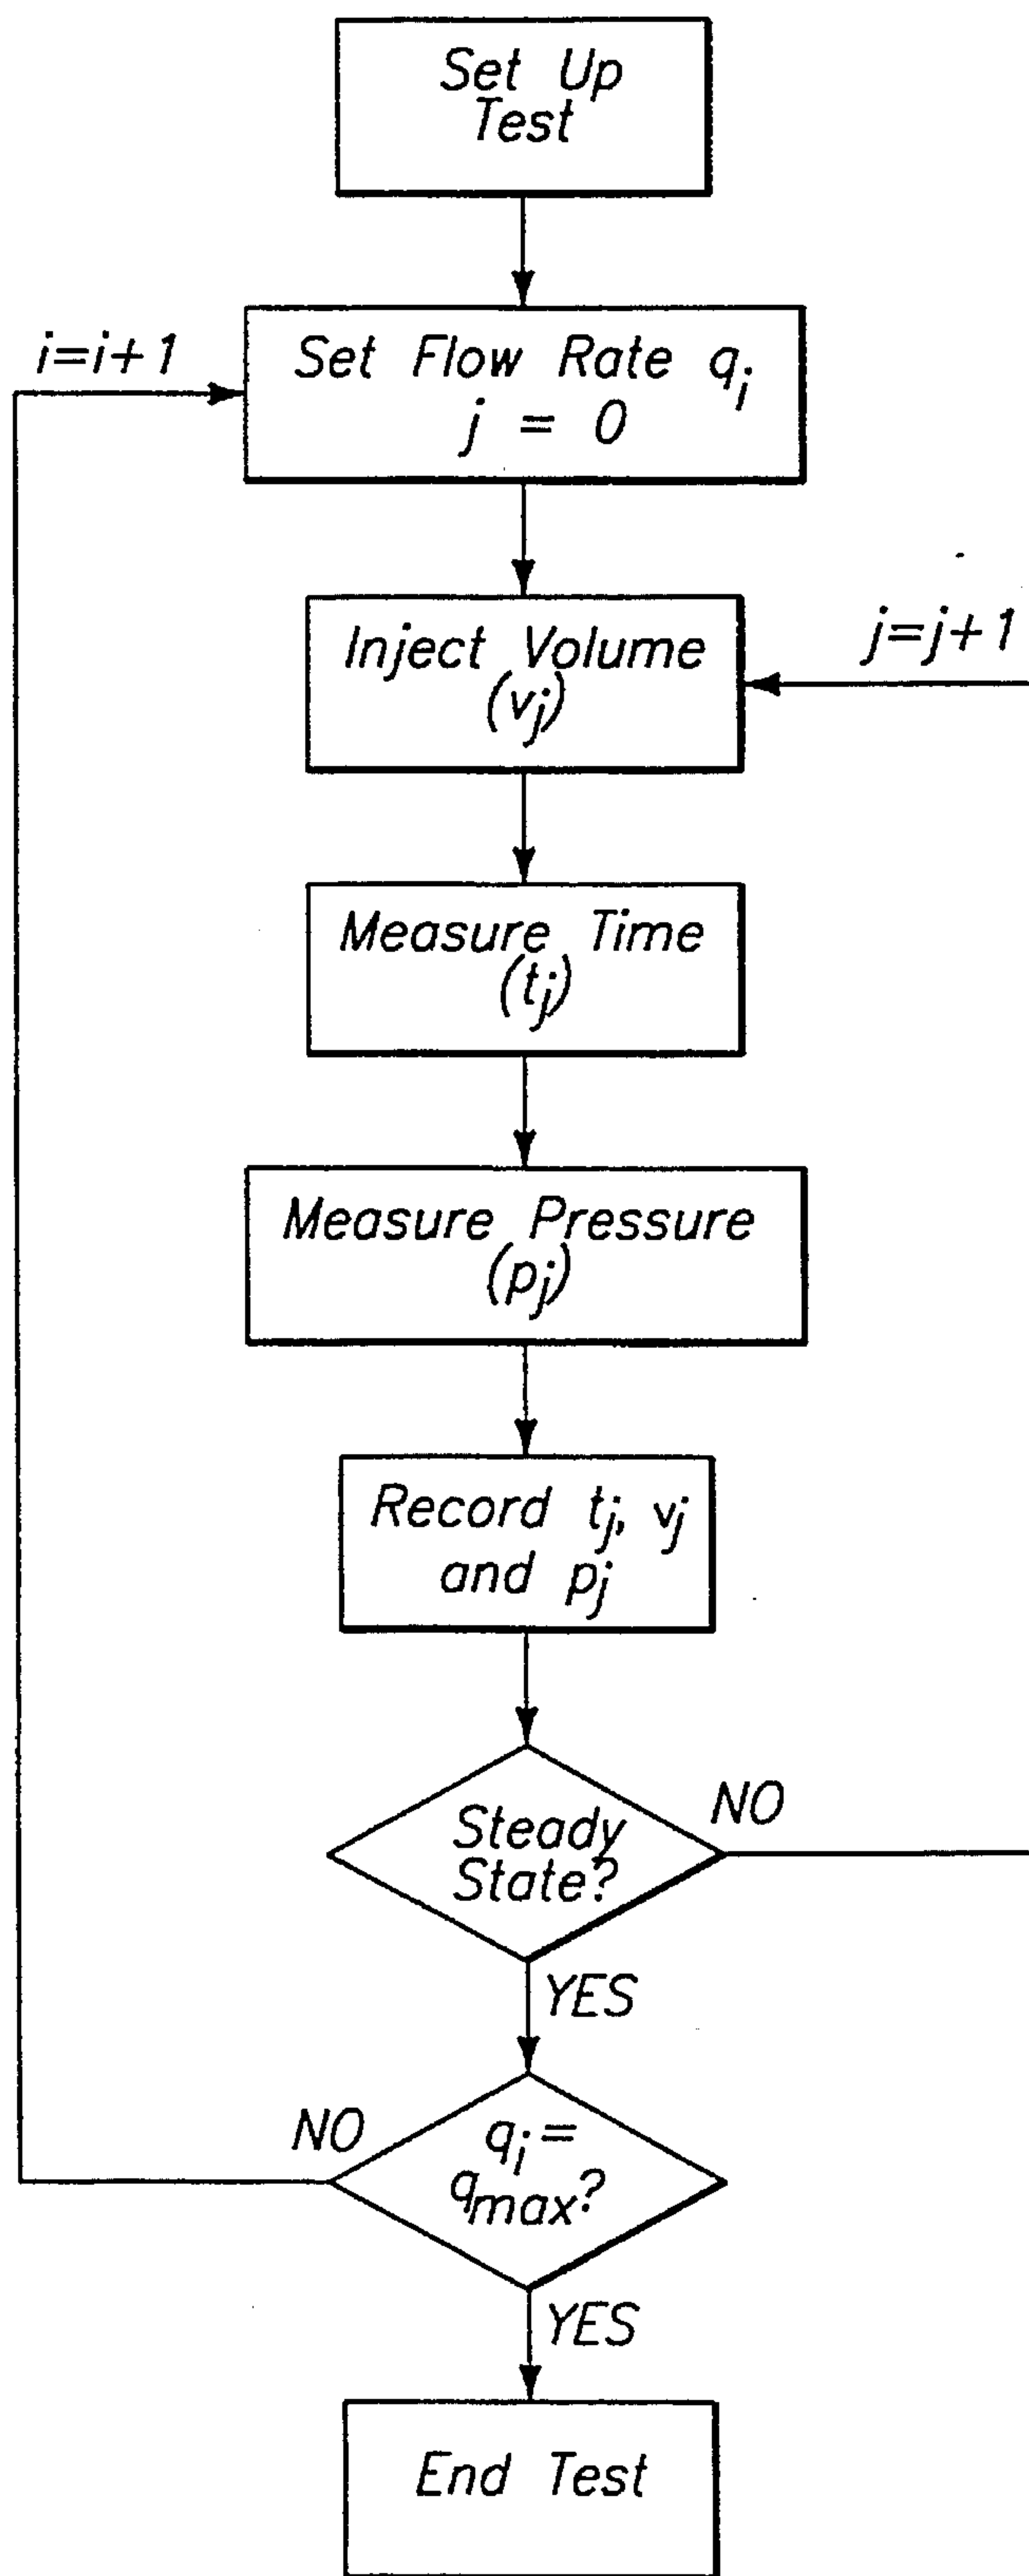 Set Up
Test
i=i+1
Set Flow Rate qi
j = 0
Inject Volume
(vj)
j=j+1
Measure Time
(tj)
Measure Pressure
(pj)
Record tj, vj
and pj
Steady
State?
NO
YES
NO
qi =
qmax?
YES
End Test